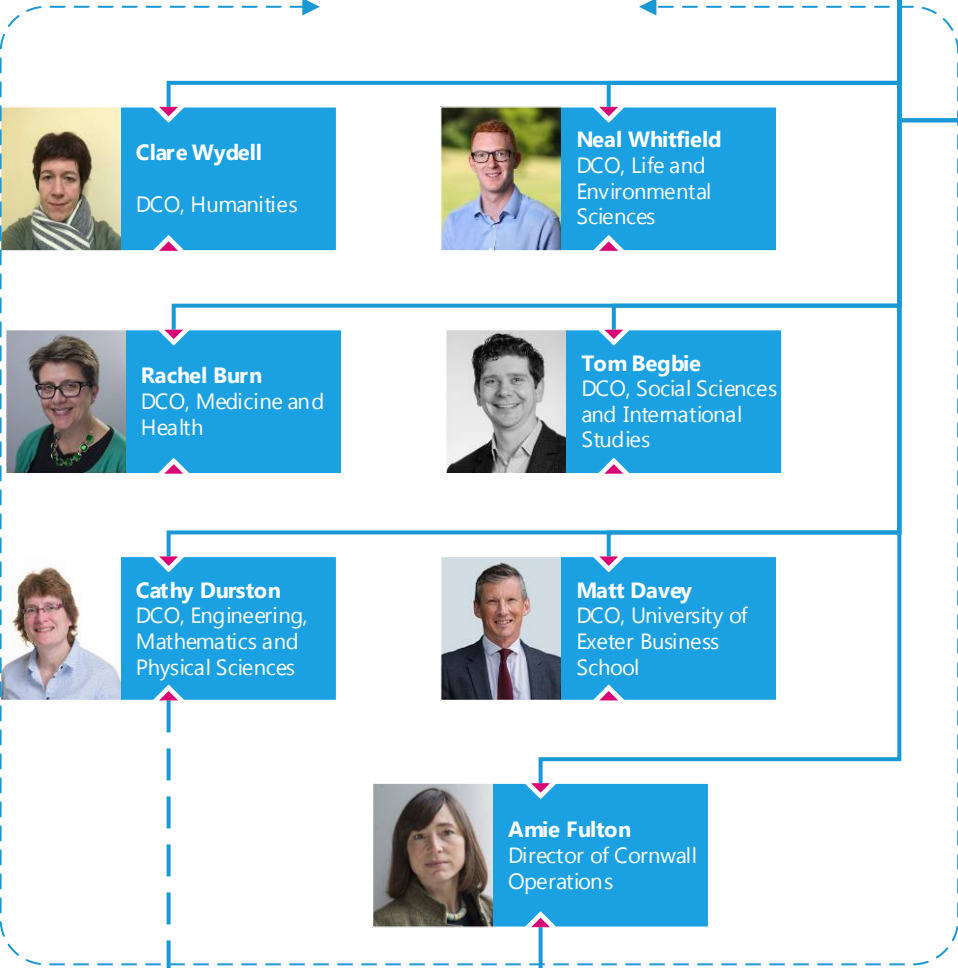 Clare Wydell
DCO, Humanities
Neal Whitfield
DCO, Life and
Environmental
Sciences
Rachel Burn
DCO, Medicine and
Health
Tom Begbie
DCO, Social Sciences
and International
Studies
Cathy Durston
DCO, Engineering,
Mathematics and
Physical Sciences
Matt Davey
DCO, University of
Exeter Business
School
Amie Fulton
Director of Cornwall
Operations